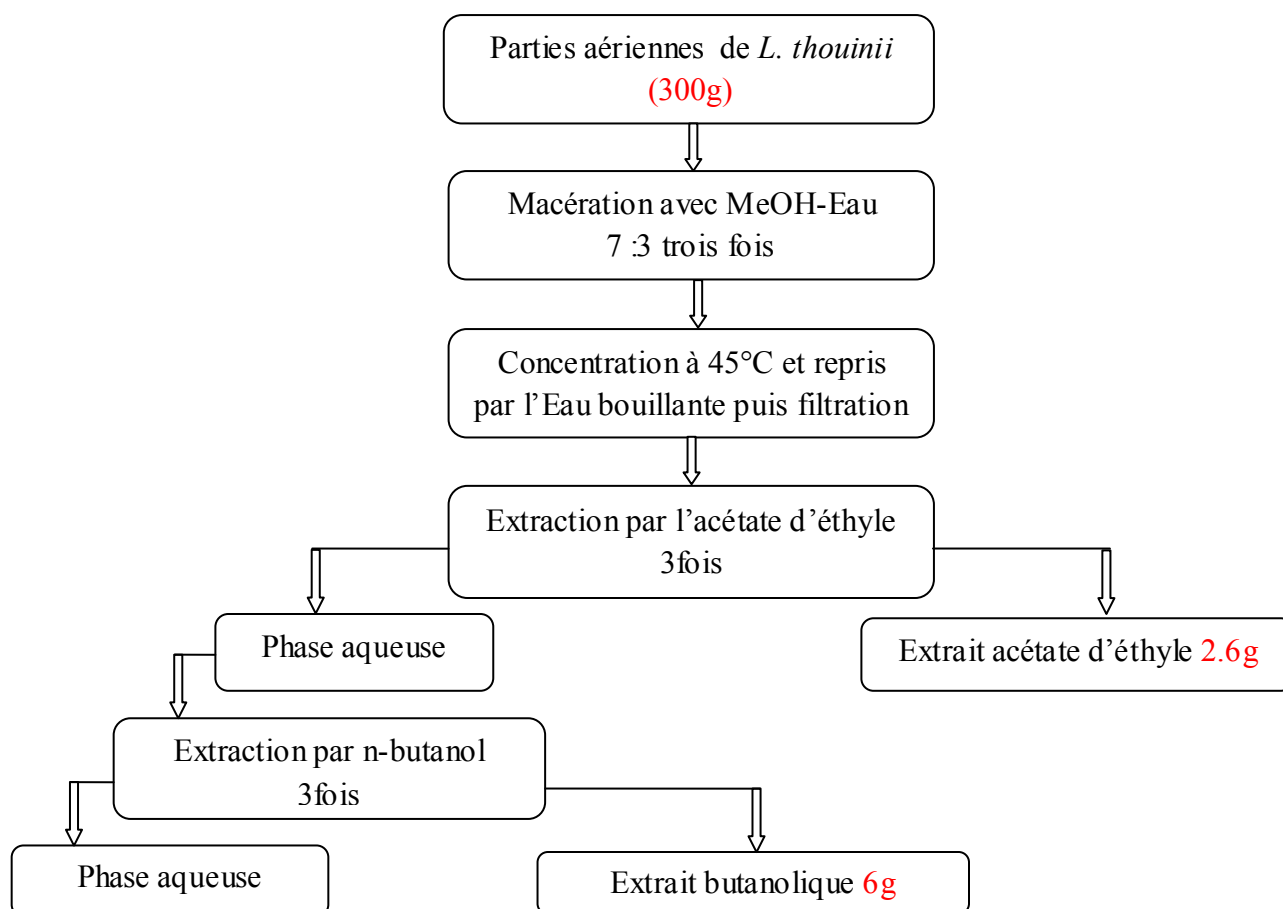 Parties aériennes de L. thouinii
(300g)
Macération avec MeOH-Eau
7 :3 trois fois
Concentration à 45°C et repris
par l’Eau bouillante puis filtration
Extraction par l’acétate d’éthyle
3fois
Phase aqueuse
Extrait acétate d’éthyle 2.6g
Extraction par n-butanol
3fois
Phase aqueuse
Extrait butanolique 6g